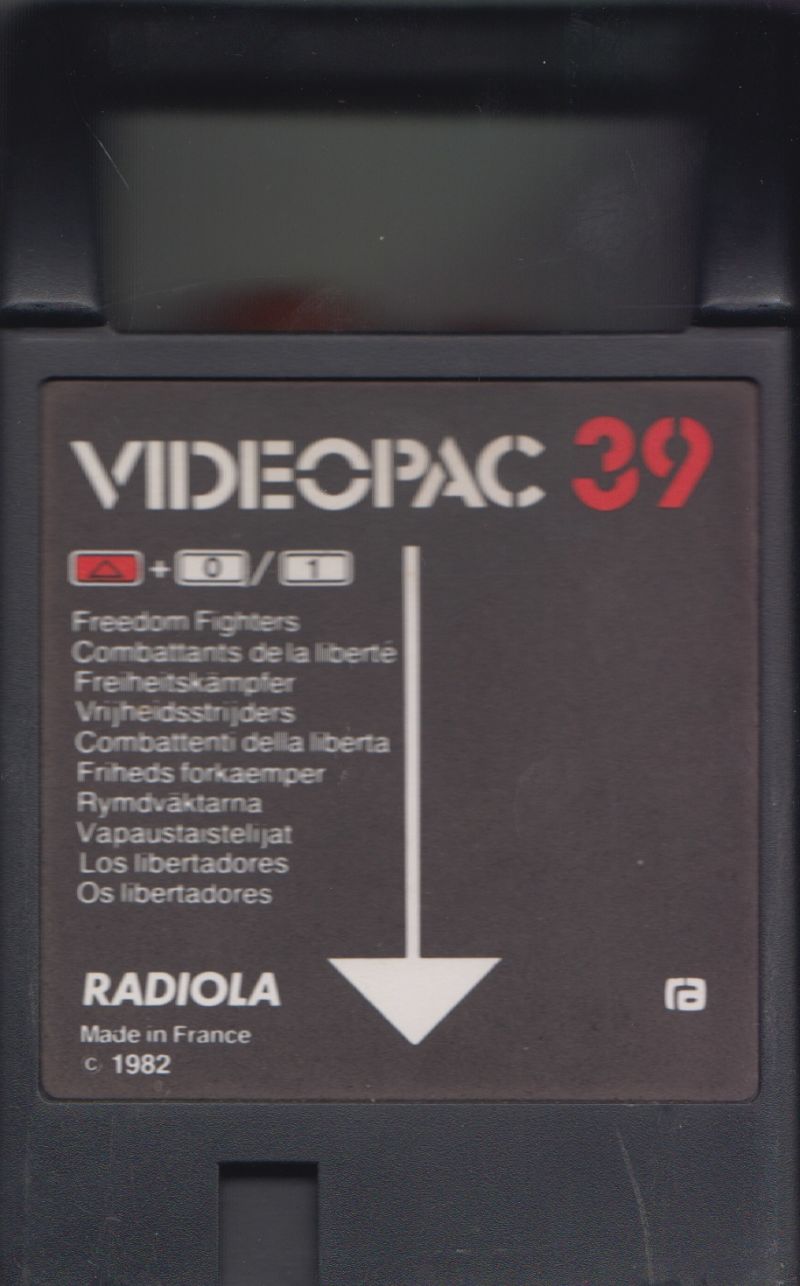 VIDEOPAC 39
△ + 0 / 1
Freedom Fighters
Combattants de la liberté
Freiheitskämpfer
Vrijheidsstrijders
Combattenti della liberta
Friheds forkaemper
Rymdväktarna
Vapaustaistelijat
Los libertadores
Os libertadores
RADIOLA
ra
Made in France
© 1982